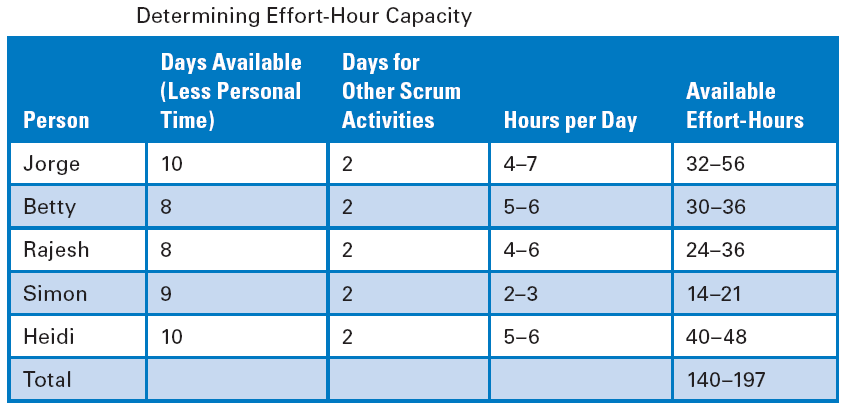 Determining Effort-Hour Capacity
Person
Days Available
(Less Personal
Time)
Days for
Other Scrum
Activities
Hours per Day
Available
Effort-Hours
Jorge 10 2 4–7 32–56
Betty 8 2 5–6 30–36
Rajesh 8 2 4–6 24–36
Simon 9 2 2–3 14–21
Heidi 10 2 5–6 40–48
Total 140–197